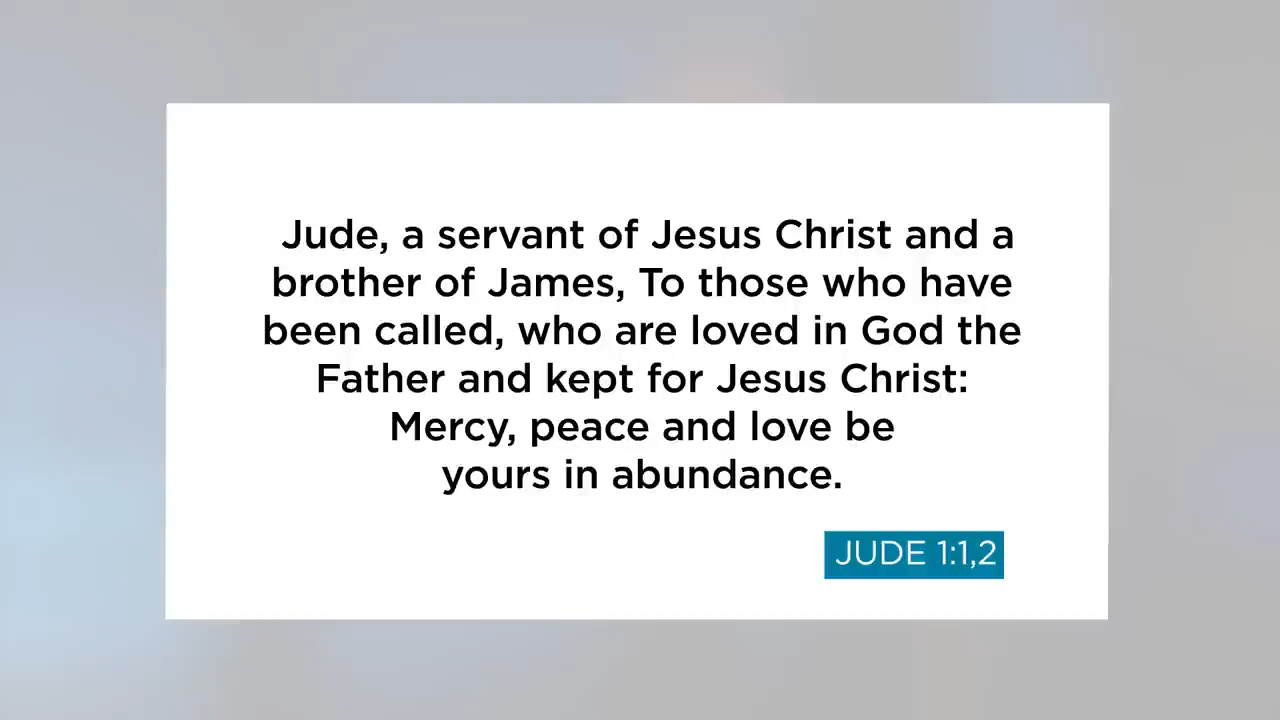 Jude, a servant of Jesus Christ and a
brother of James, To those who have
been called, who are loved in God the
Father and kept for Jesus Christ:
Mercy, peace and love be
yours in abundance.
JUDE 1:1,2